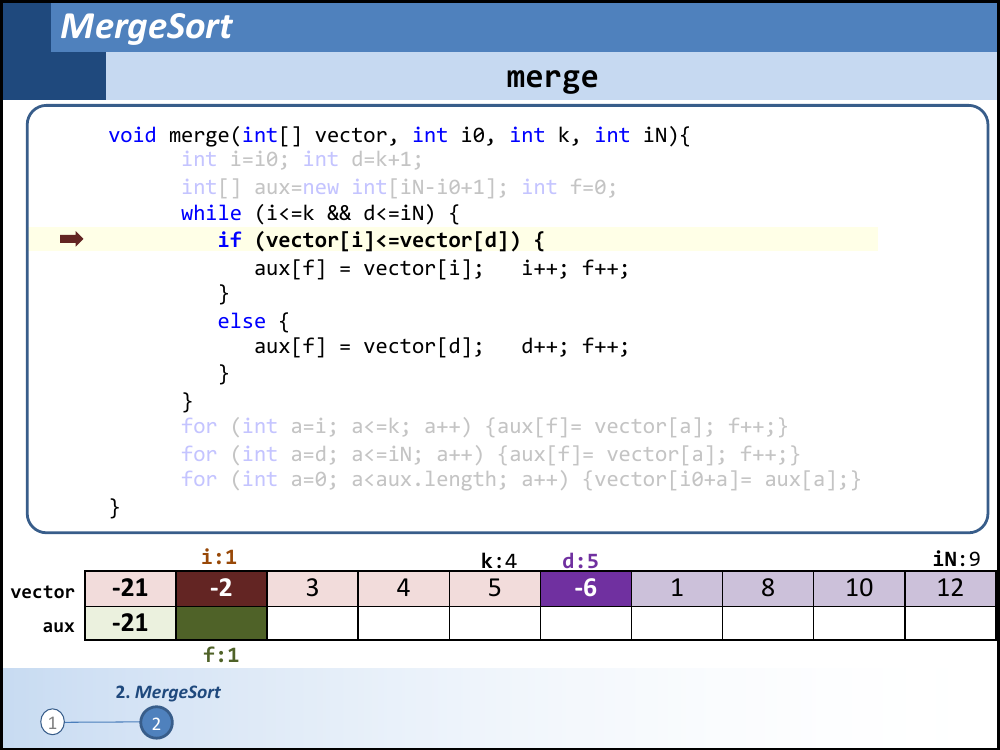 MergeSort
merge
void merge(int[] vector, int i0, int k, int iN){
int i=i0; int d=k+1;
int[] aux=new int[iN-i0+1]; int f=0;
while (i<=k && d<=iN) {
if (vector[i]<=vector[d]) {
aux[f] = vector[i];   i++; f++;
}
else {
aux[f] = vector[d];   d++; f++;
}
}
for (int a=i; a<=k; a++) {aux[f]= vector[a]; f++;}
for (int a=d; a<=iN; a++) {aux[f]= vector[a]; f++;}
for (int a=0; a<aux.length; a++) {vector[i0+a]= aux[a];}
}
i:1 k:4 d:5 iN:9
vector -21 -2 3 4 5 -6 1 8 10 12
aux -21
f:1
2. MergeSort
1 2